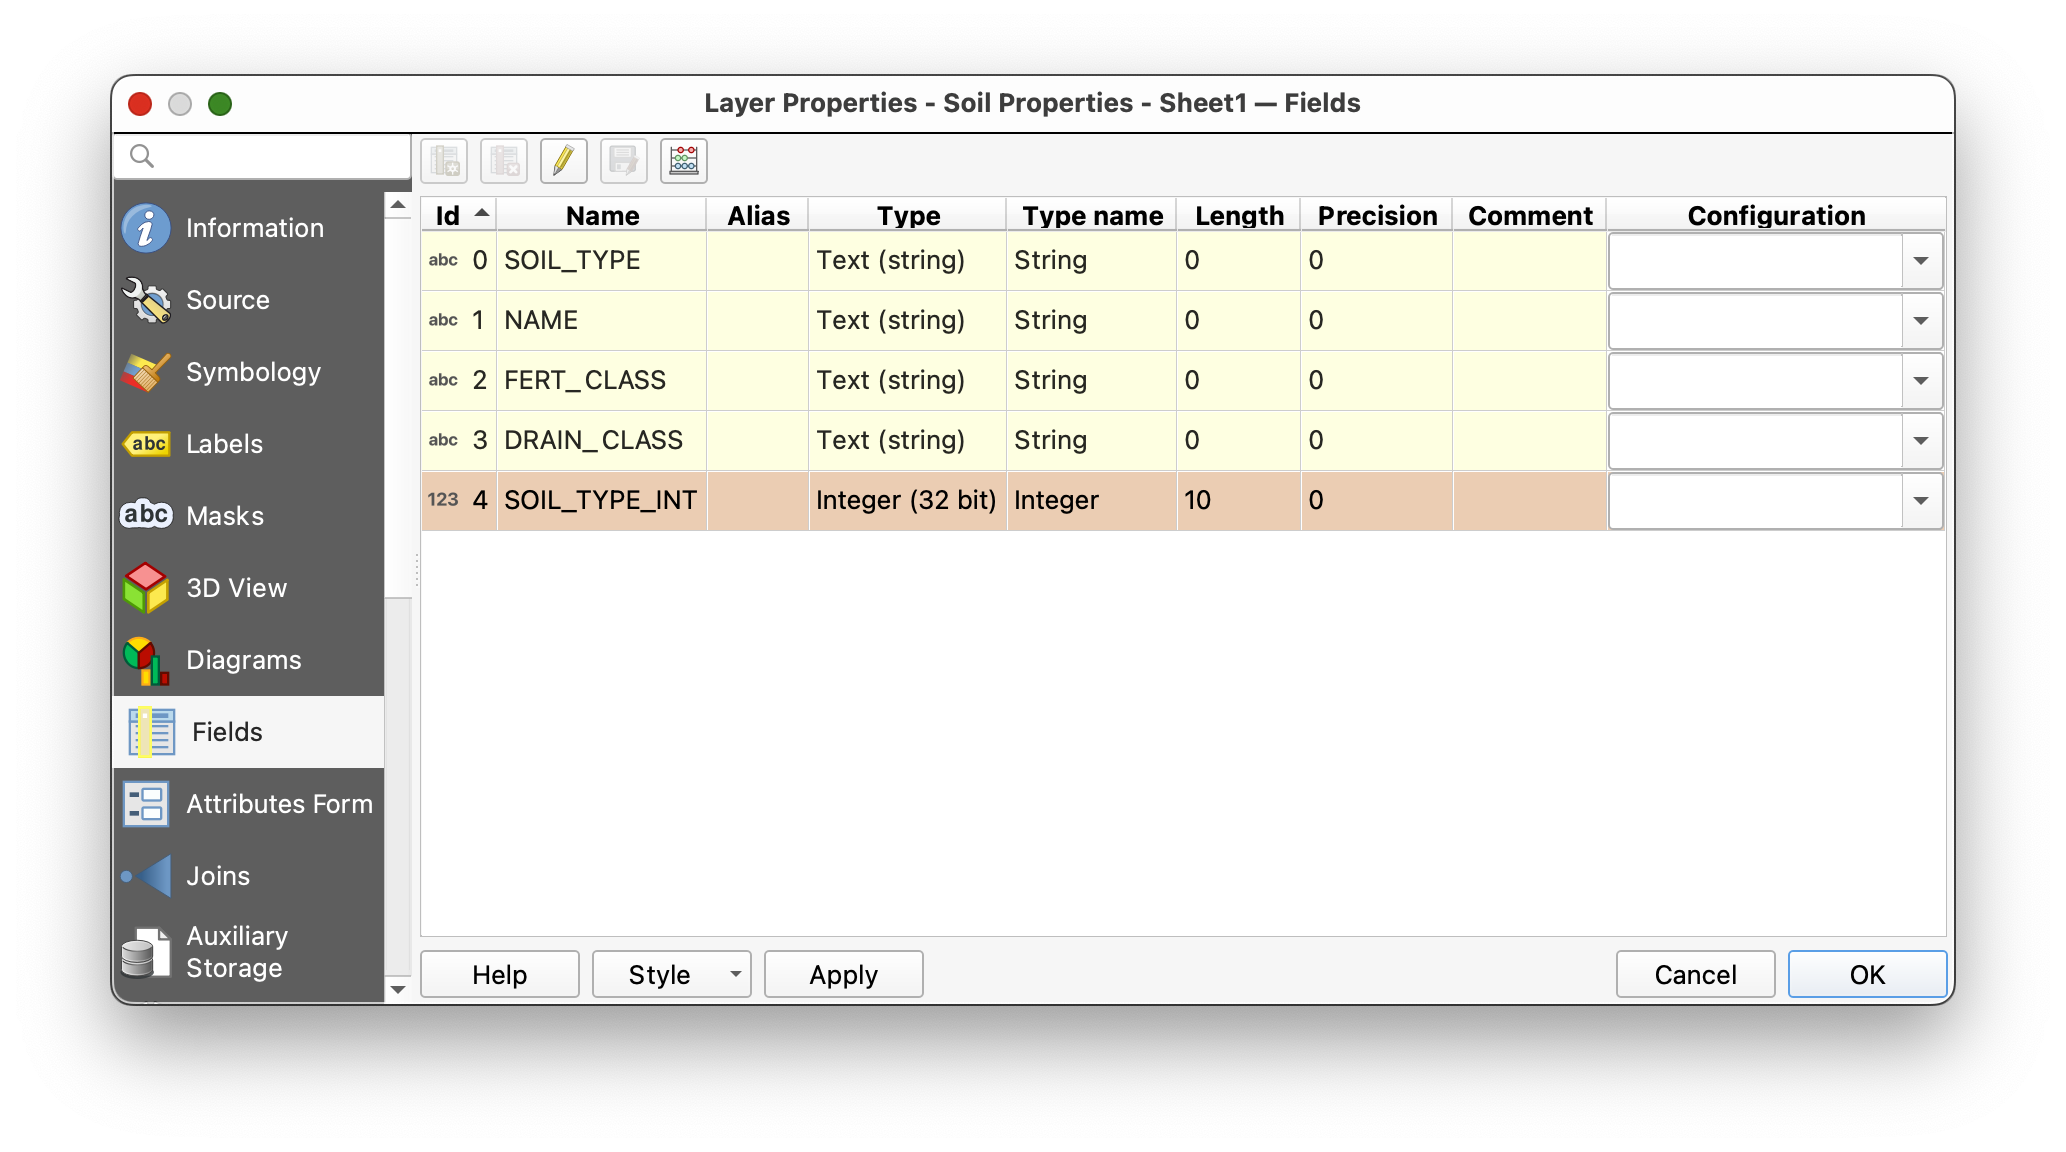 Layer Properties - Soil Properties - Sheet1 — Fields
Information
Source
Symbology
abc Labels
abc Masks
3D View
Diagrams
Fields
Attributes Form
Joins
Auxiliary
Storage
Id Name Alias Type Type name Length Precision Comment Configuration
abc 0 SOIL_TYPE Text (string) String 0 0
abc 1 NAME Text (string) String 0 0
abc 2 FERT_CLASS Text (string) String 0 0
abc 3 DRAIN_CLASS Text (string) String 0 0
123 4 SOIL_TYPE_INT Integer (32 bit) Integer 10 0
Help Style Apply Cancel OK